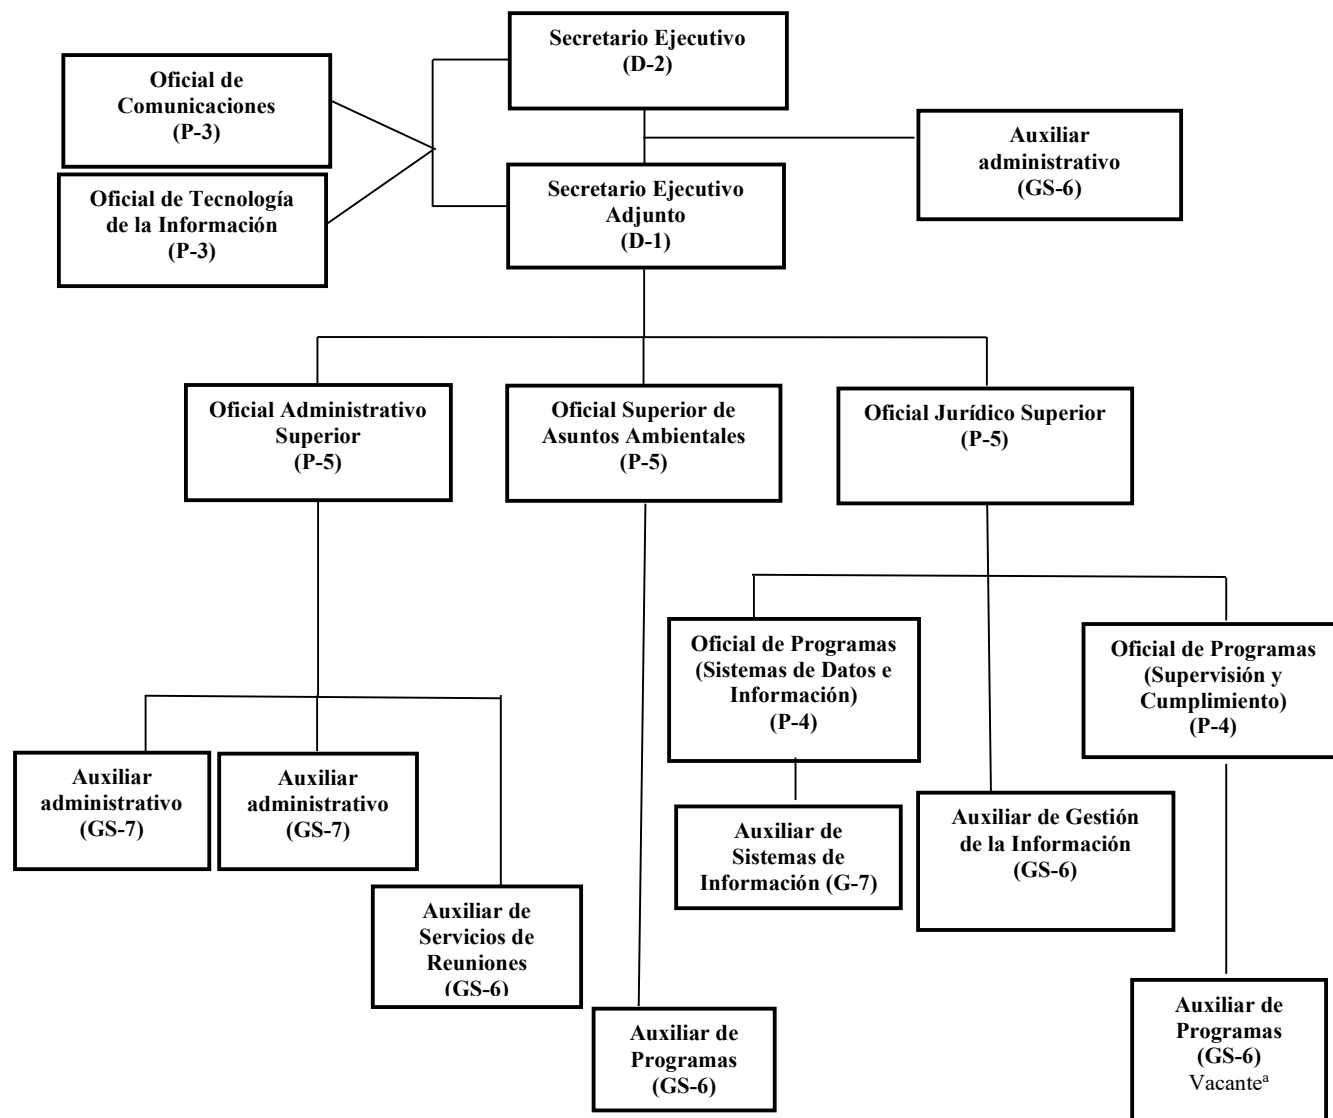 Secretario Ejecutivo
(D-2)
Oficial de
Comunicaciones
(P-3)
Auxiliar
administrativo
(GS-6)
Oficial de Tecnología
de la Información
(P-3)
Secretario Ejecutivo
Adjunto
(D-1)
Oficial Administrativo
Superior
(P-5)
Oficial Superior de
Asuntos Ambientales
(P-5)
Oficial Jurídico Superior
(P-5)
Oficial de Programas
(Sistemas de Datos e
Información)
(P-4)
Oficial de Programas
(Supervisión y
Cumplimiento)
(P-4)
Auxiliar
administrativo
(GS-7)
Auxiliar
administrativo
(GS-7)
Auxiliar de
Sistemas de
Información (G-7)
Auxiliar de Gestión
de la Información
(GS-6)
Auxiliar de
Servicios de
Reuniones
(GS-6)
Auxiliar de
Programas
(GS-6)
Auxiliar de
Programas
(GS-6)
Vacanteª